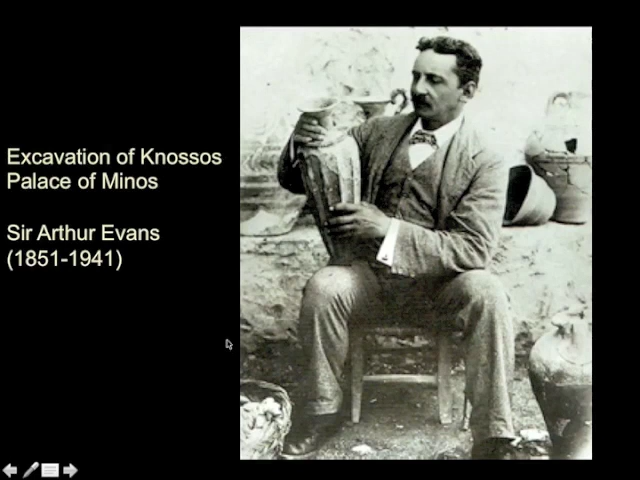 Excavation of Knossos
Palace of Minos
Sir Arthur Evans
(1851-1941)